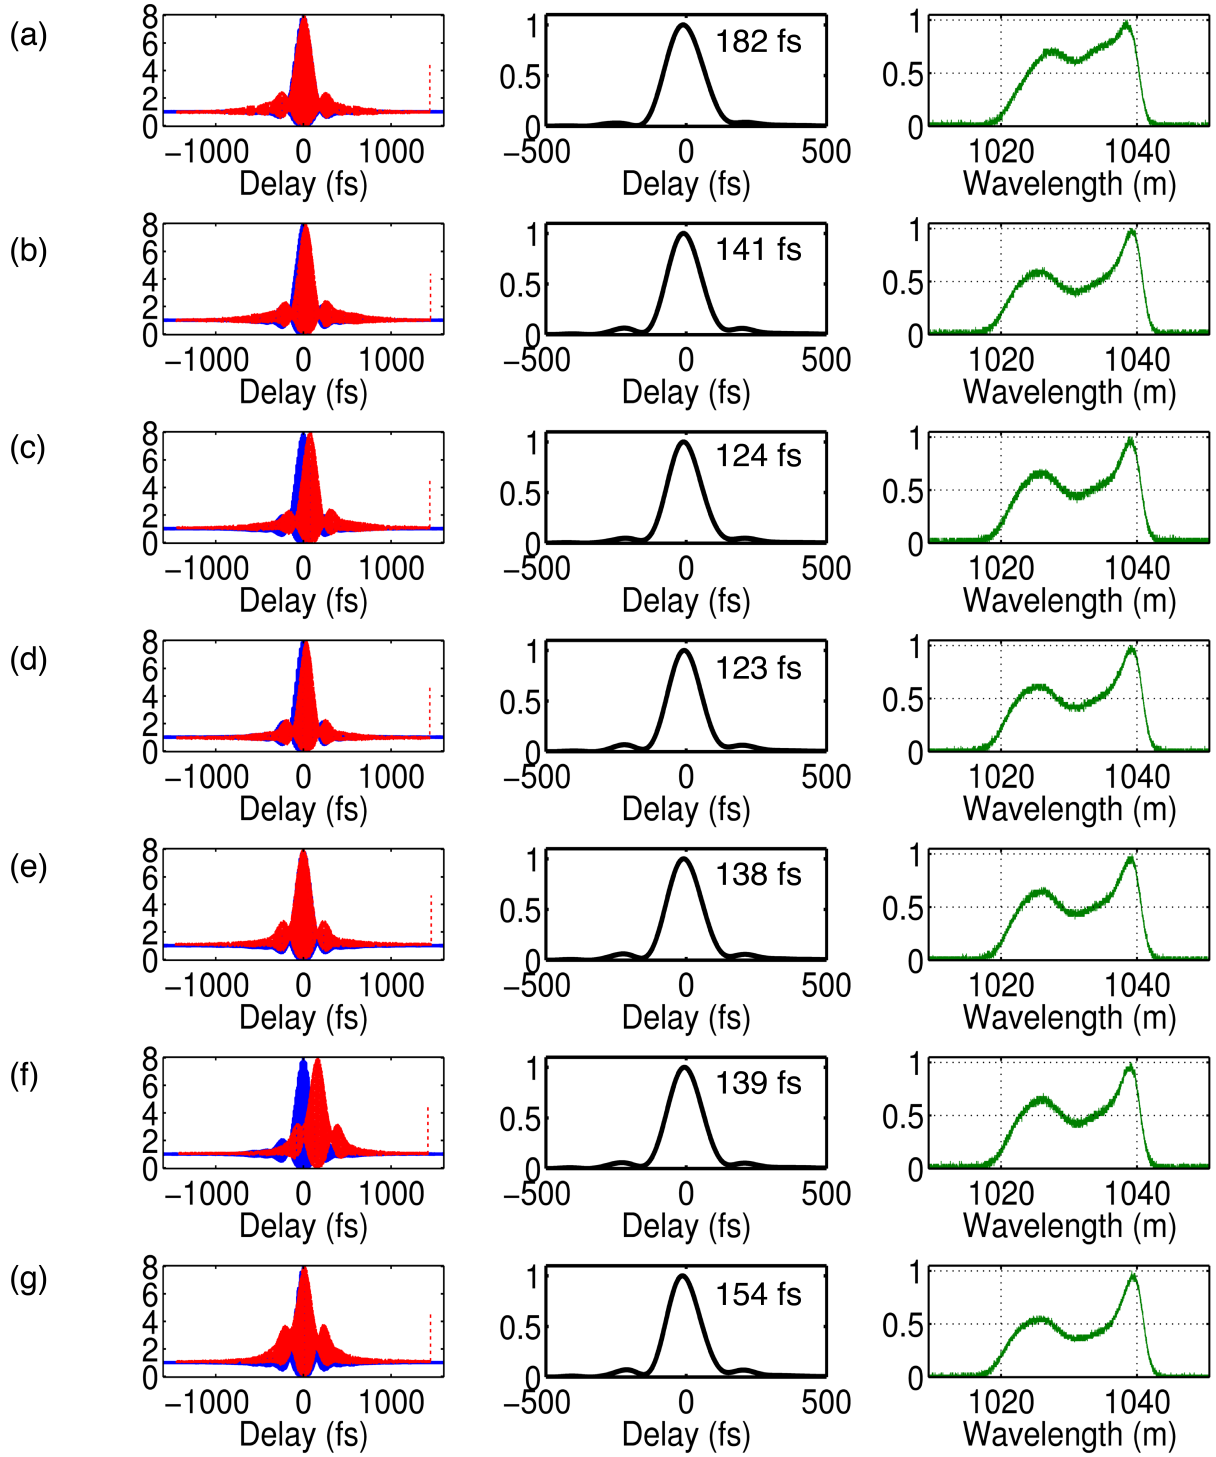 (a)
8
6
4
2
0
−1000 0 1000
Delay (fs)
1
0.5
0
182 fs
−500 0 500
Delay (fs)
1
0.5
0
1020 1040
Wavelength (m)
(b)
8
6
4
2
0
−1000 0 1000
Delay (fs)
1
0.5
0
141 fs
−500 0 500
Delay (fs)
1
0.5
0
1020 1040
Wavelength (m)
(c)
8
6
4
2
0
−1000 0 1000
Delay (fs)
1
0.5
0
124 fs
−500 0 500
Delay (fs)
1
0.5
0
1020 1040
Wavelength (m)
(d)
8
6
4
2
0
−1000 0 1000
Delay (fs)
1
0.5
0
123 fs
−500 0 500
Delay (fs)
1
0.5
0
1020 1040
Wavelength (m)
(e)
8
6
4
2
0
−1000 0 1000
Delay (fs)
1
0.5
0
138 fs
−500 0 500
Delay (fs)
1
0.5
0
1020 1040
Wavelength (m)
(f)
8
6
4
2
0
−1000 0 1000
Delay (fs)
1
0.5
0
139 fs
−500 0 500
Delay (fs)
1
0.5
0
1020 1040
Wavelength (m)
(g)
8
6
4
2
0
−1000 0 1000
Delay (fs)
1
0.5
0
154 fs
−500 0 500
Delay (fs)
1
0.5
0
1020 1040
Wavelength (m)